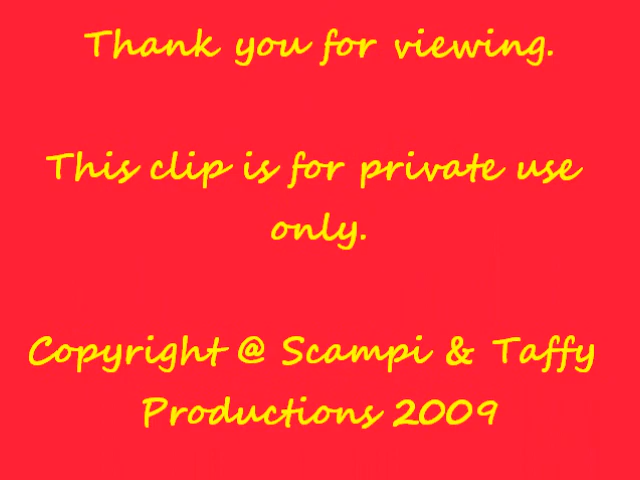 Thank you for viewing.
This clip is for private use
only.
Copyright @ Scampi & Taffy
Productions 2009